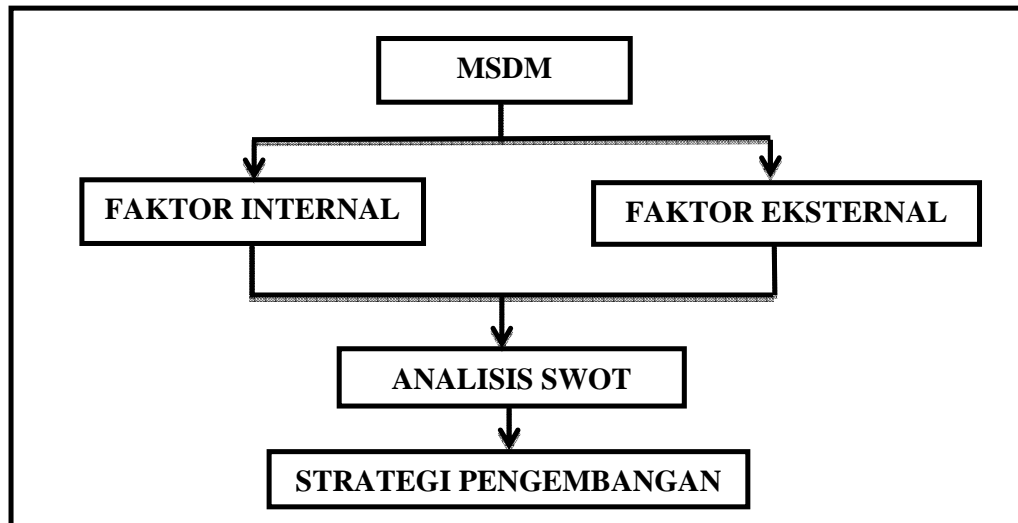 MSDM
FAKTOR INTERNAL
FAKTOR EKSTERNAL
ANALISIS SWOT
STRATEGI PENGEMBANGAN